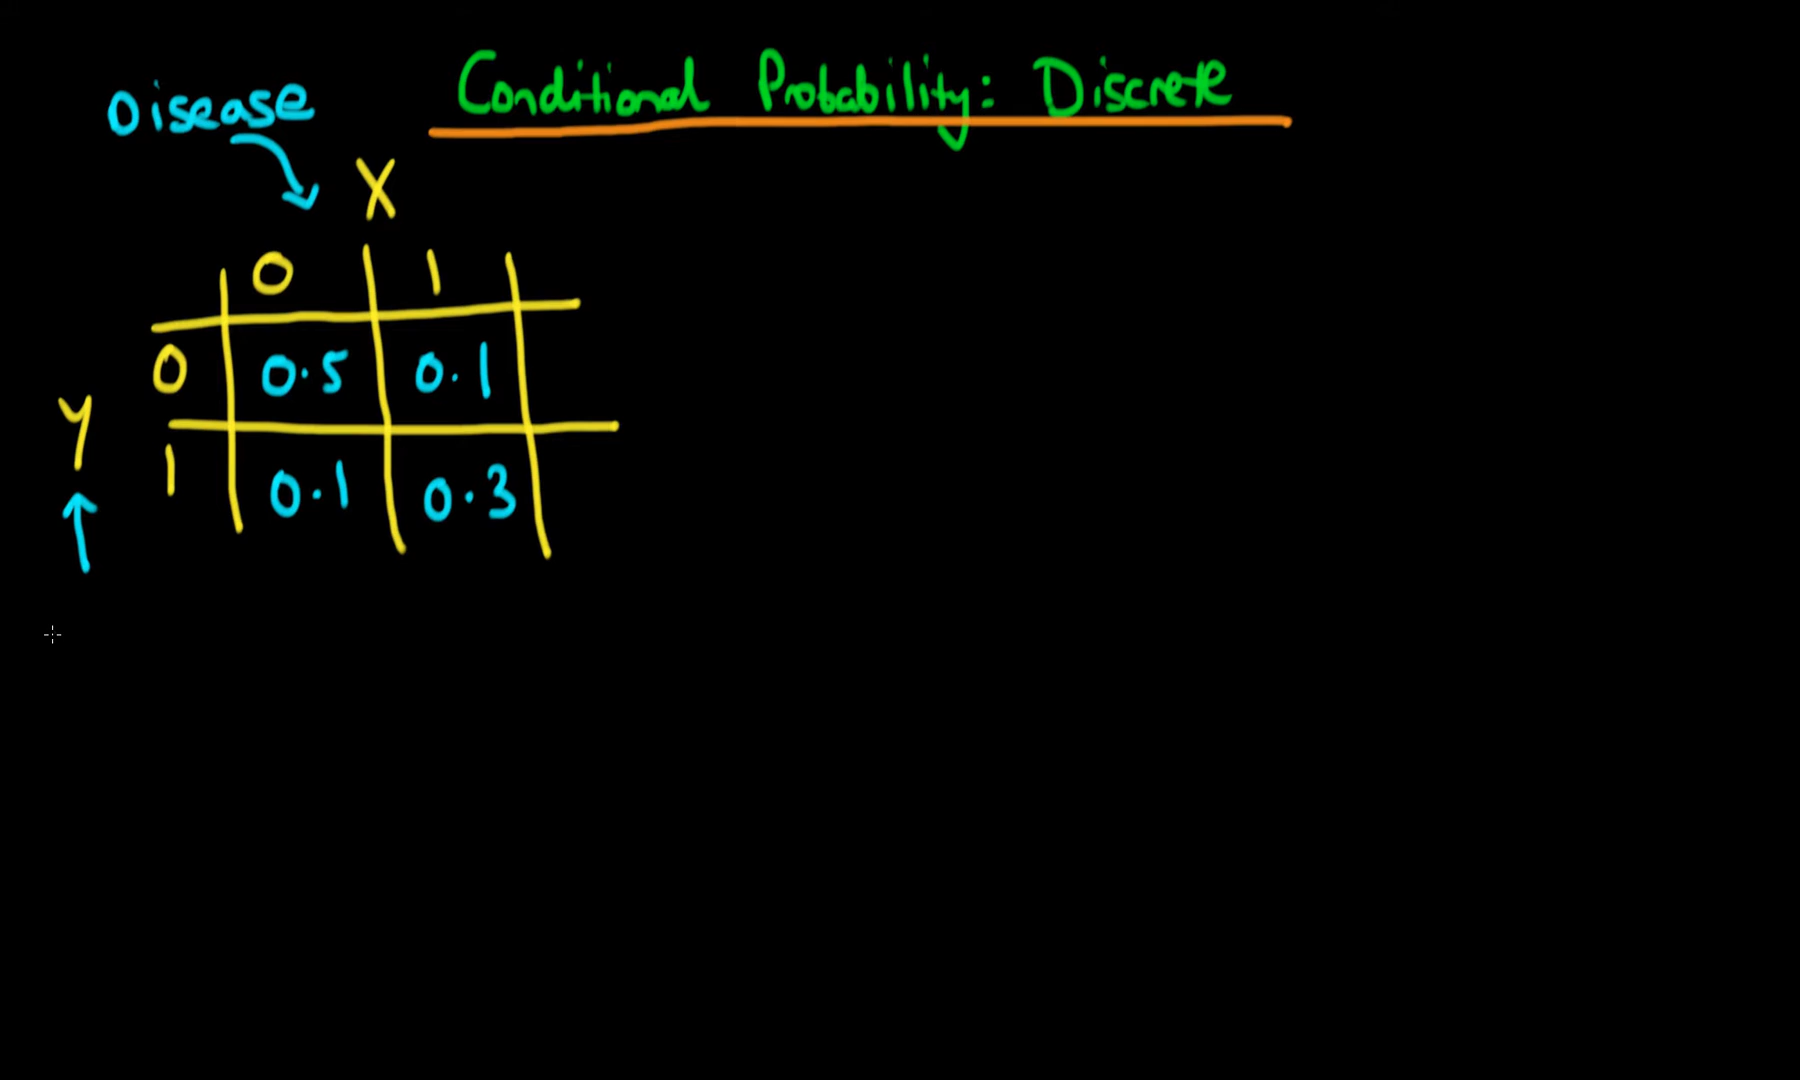 Conditional Probability: Discrete
Disease
X
0 1
0 0.5 0.1
Y
1 0.1 0.3